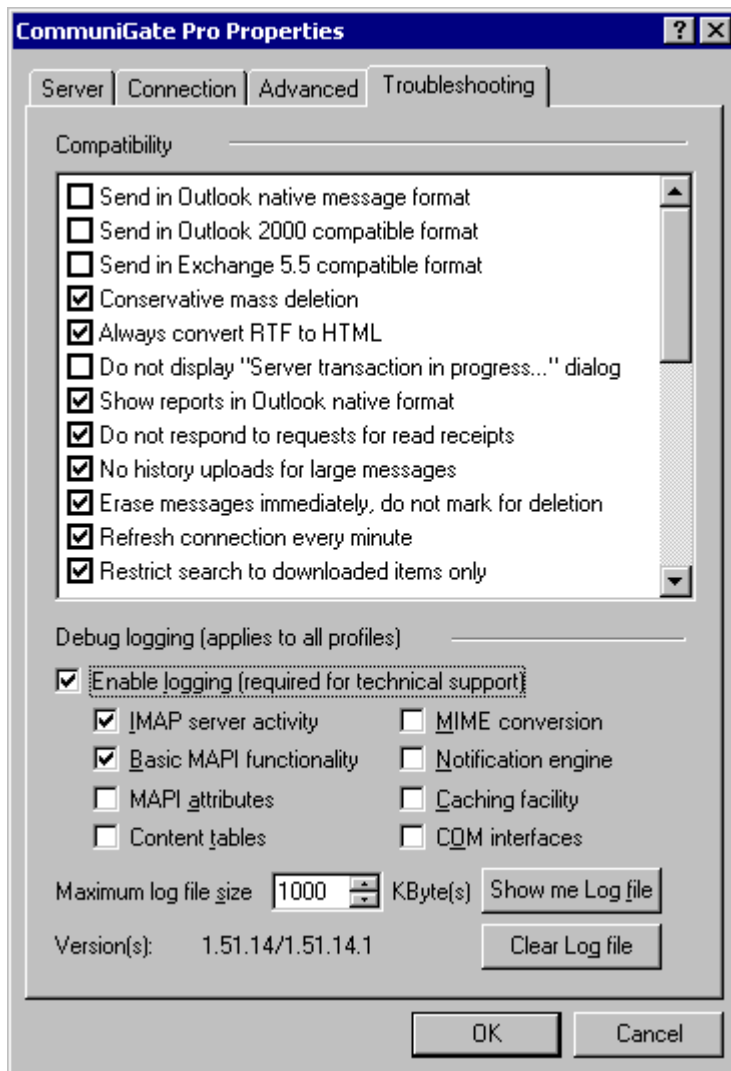 CommuniGate Pro Properties
Server Connection Advanced Troubleshooting
Compatibility
Send in Outlook native message format
Send in Outlook 2000 compatible format
Send in Exchange 5.5 compatible format
Conservative mass deletion
Always convert RTF to HTML
Do not display "Server transaction in progress..." dialog
Show reports in Outlook native format
Do not respond to requests for read receipts
No history uploads for large messages
Erase messages immediately, do not mark for deletion
Refresh connection every minute
Restrict search to downloaded items only
Debug logging (applies to all profiles)
Enable logging (required for technical support)
IMAP server activity MIME conversion
Basic MAPI functionality Notification engine
MAPI attributes Caching facility
Content tables COM interfaces
Maximum log file size 1000 KByte(s) Show me Log file
Version(s): 1.51.14/1.51.14.1 Clear Log file
OK Cancel